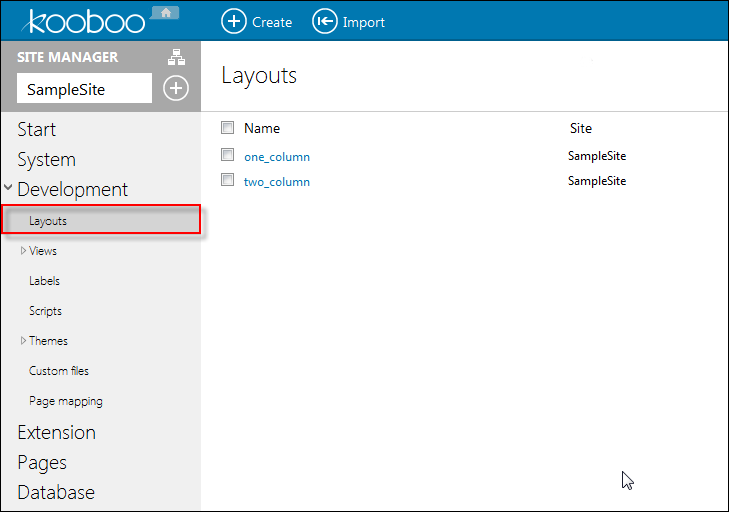 kooboo
Create
Import
SITE MANAGER
SampleSite
Start
System
Development
Layouts
Views
Labels
Scripts
Themes
Custom files
Page mapping
Extension
Pages
Database
Layouts
Name Site
one_column SampleSite
two_column SampleSite